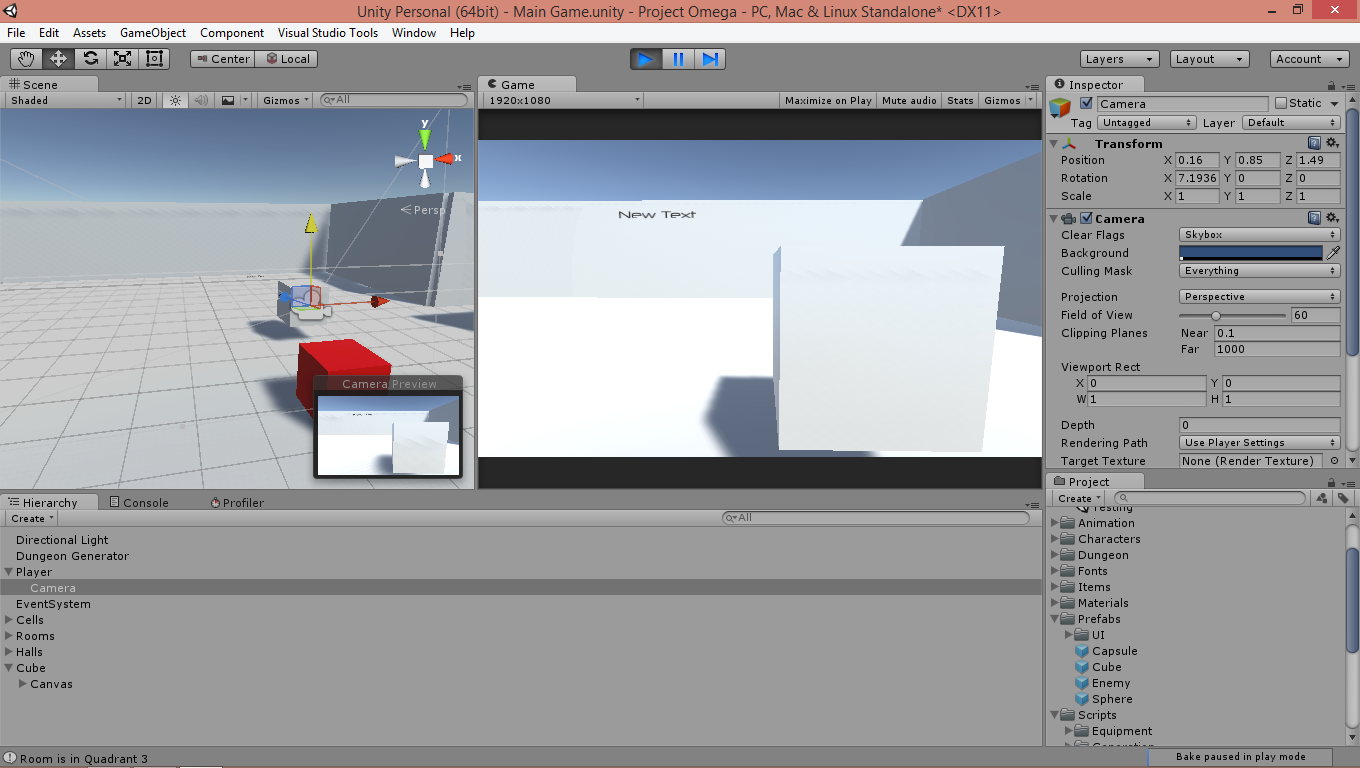 Unity Personal (64bit) - Main Game.unity - Project Omega - PC, Mac & Linux Standalone* <DX11>
File Edit Assets GameObject Component Visual Studio Tools Window Help
Center Local Layers Layout Account
Scene
Shaded 2D Gizmos All
y
x
Persp
Camera Preview
Game
1920x1080 Maximize on Play Mute audio Stats Gizmos
New Text
Inspector
Camera Static
Tag Untagged Layer Default
Transform
Position X 0.16 Y 0.85 Z 1.49
Rotation X 7.1936 Y 0 Z 0
Scale X 1 Y 1 Z 1
Camera
Clear Flags Skybox
Background
Culling Mask Everything
Projection Perspective
Field of View 60
Clipping Planes Near 0.1
Far 1000
Viewport Rect
X 0 Y 0
W 1 H 1
Depth 0
Rendering Path Use Player Settings
Target Texture None (Render Texture)
Hierarchy Console Profiler
Create All
Directional Light
Dungeon Generator
Player
Camera
EventSystem
Cells
Rooms
Halls
Cube
Canvas
Project
Create
Testing
Animation
Characters
Dungeon
Fonts
Items
Materials
Prefabs
UI
Capsule
Cube
Enemy
Sphere
Scripts
Equipment
Room is in Quadrant 3
Bake paused in play mode